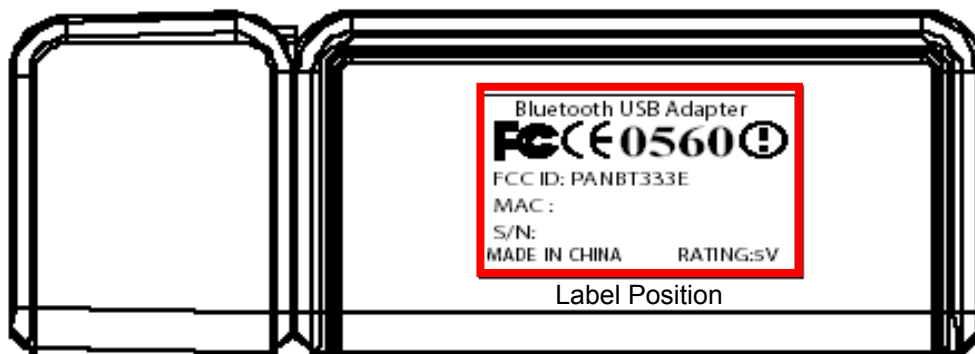 Bluetooth USB Adapter
FC CE 0560
FCC ID: PANBT333E
MAC :
S/N:
MADE IN CHINA RATING:5V
Label Position